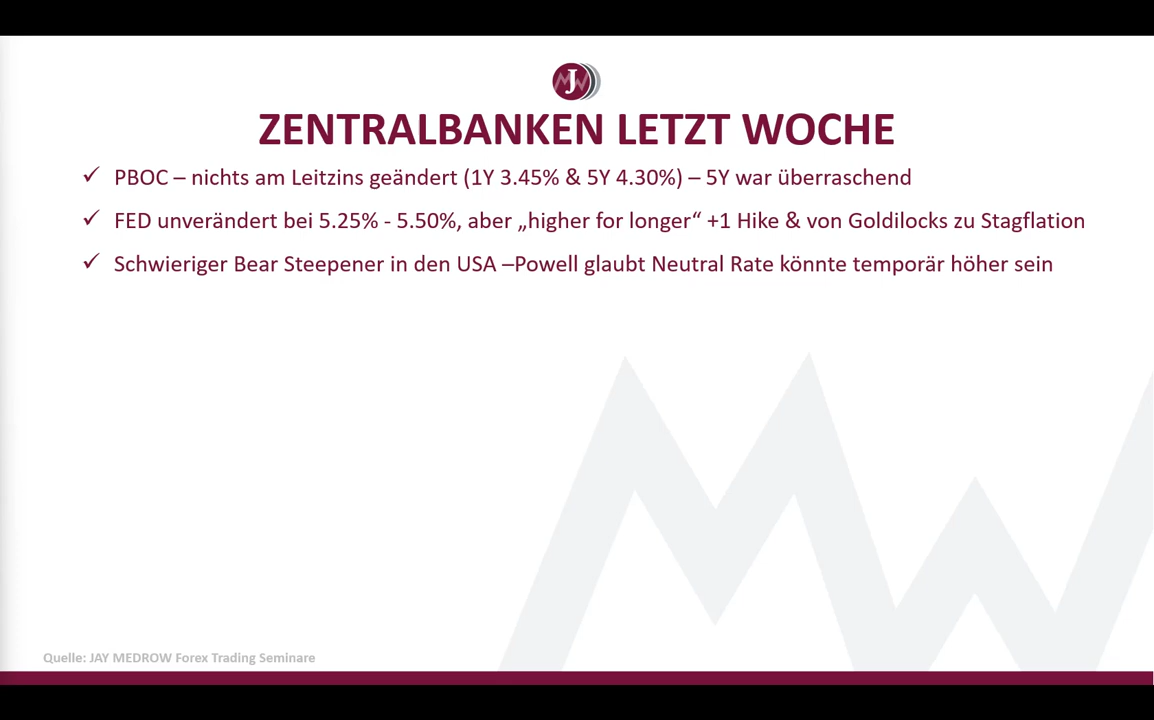 J
ZENTRALBANKEN LETZT WOCHE
✓ PBOC – nichts am Leitzins geändert (1Y 3.45% & 5Y 4.30%) – 5Y war überraschend
✓ FED unverändert bei 5.25% - 5.50%, aber „higher for longer“ +1 Hike & von Goldilocks zu Stagflation
✓ Schwieriger Bear Steepener in den USA –Powell glaubt Neutral Rate könnte temporär höher sein
Quelle: JAY MEDROW Forex Trading Seminare